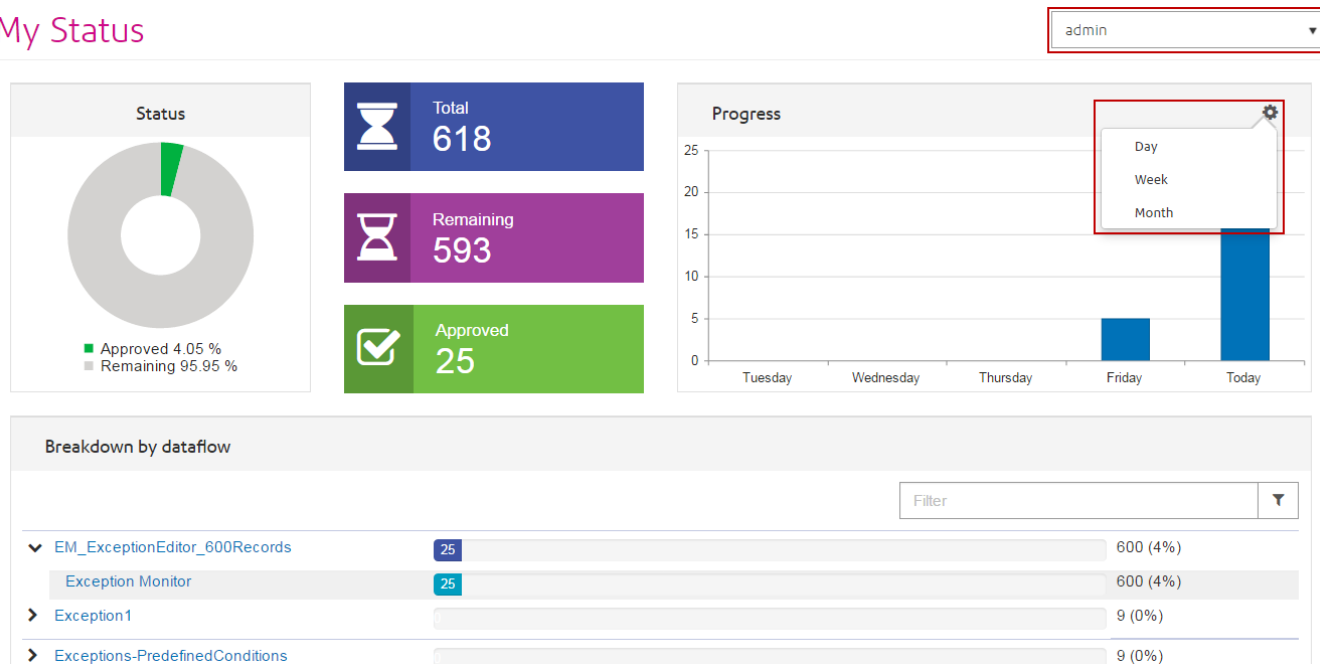 My Status
admin
Status
Approved 4.05 %
Remaining 95.95 %
Total
618
Remaining
593
Approved
25
Progress
Day
Week
Month
25
20
15
10
5
0
Tuesday Wednesday Thursday Friday Today
Breakdown by dataflow
Filter
EM_ExceptionEditor_600Records 25 600 (4%)
Exception Monitor 25 600 (4%)
Exception1 0 9 (0%)
Exceptions-PredefinedConditions 0 9 (0%)